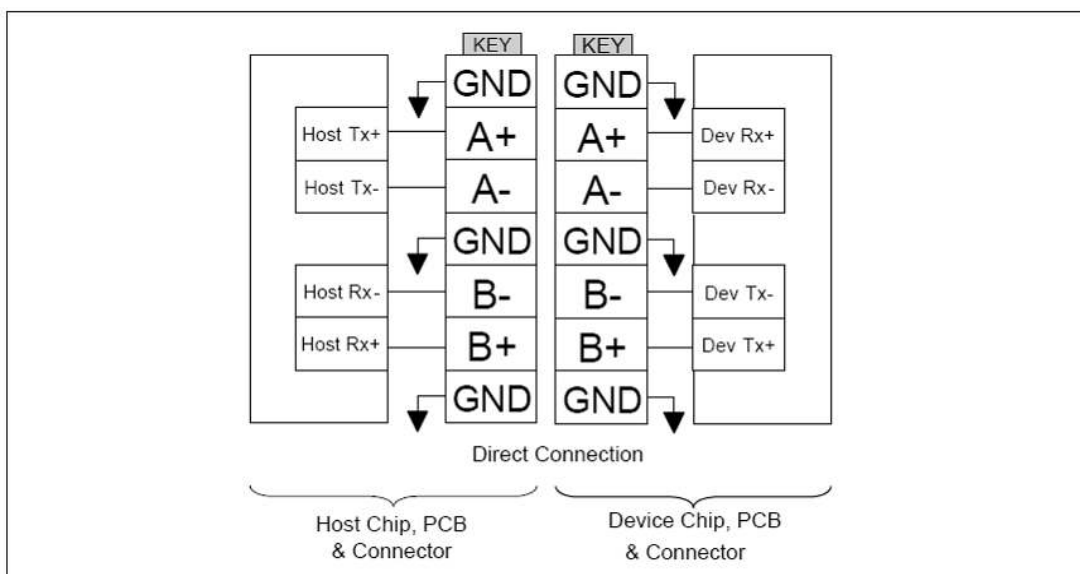 KEY KEY
GND GND
Host Tx+ A+ A+ Dev Rx+
Host Tx- A- A- Dev Rx-
GND GND
Host Rx- B- B- Dev Tx-
Host Rx+ B+ B+ Dev Tx+
GND GND
Direct Connection
Host Chip, PCB
& Connector
Device Chip, PCB
& Connector